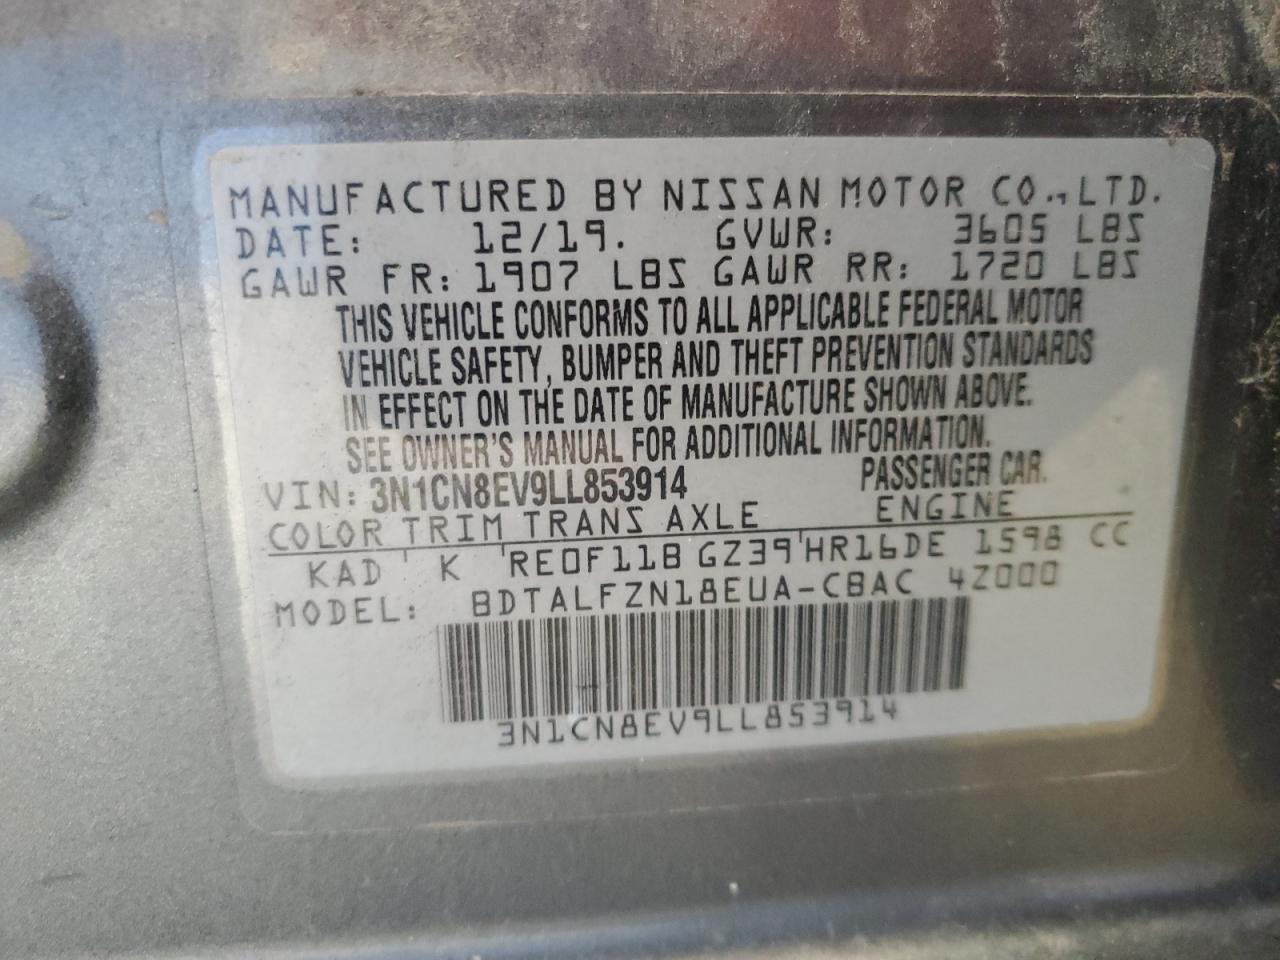 MANUFACTURED BY NISSAN MOTOR CO.,LTD.
DATE: 12/19. GVWR: 3605 LBS
GAWR FR: 1907 LBS GAWR RR: 1720 LBS
THIS VEHICLE CONFORMS TO ALL APPLICABLE FEDERAL MOTOR
VEHICLE SAFETY, BUMPER AND THEFT PREVENTION STANDARDS
IN EFFECT ON THE DATE OF MANUFACTURE SHOWN ABOVE.
SEE OWNER'S MANUAL FOR ADDITIONAL INFORMATION.
VIN: 3N1CN8EV9LL853914 PASSENGER CAR.
COLOR TRIM TRANS AXLE ENGINE
KAD K RE0F11B GZ39 HR16DE 1598 CC
MODEL: BDTALFZN18EUA-CBAC 4Z000
3N1CN8EV9LL853914